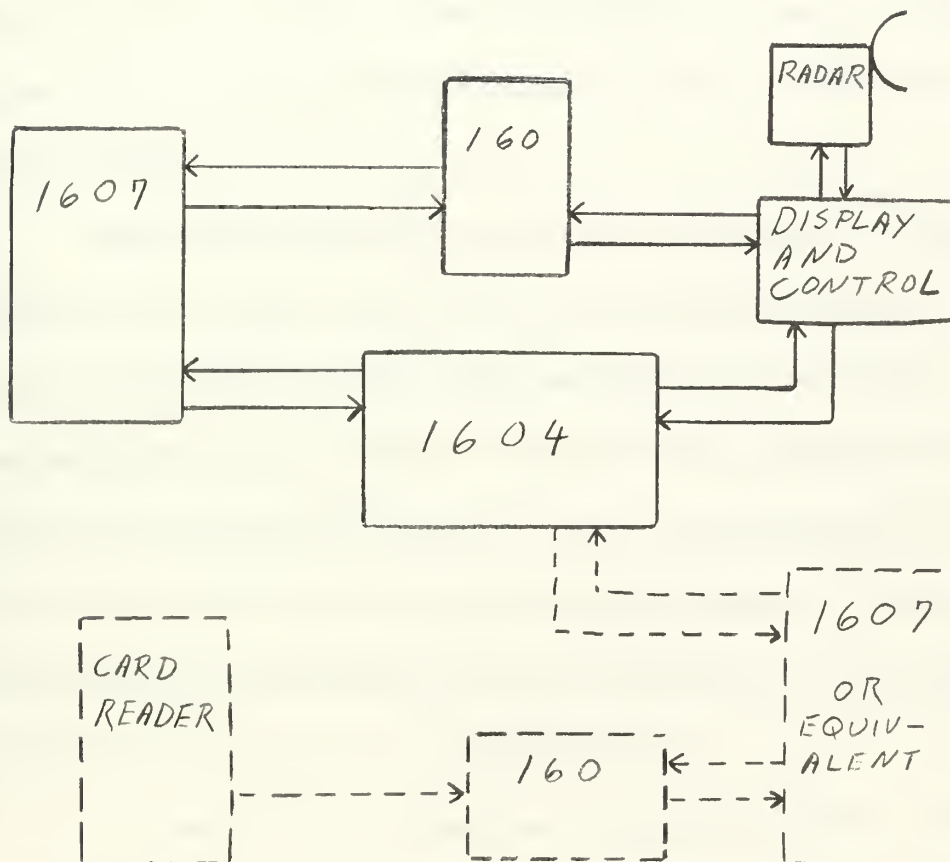 RADAR
160
1607
DISPLAY
AND
CONTROL
1604
1607
OR
EQUIV-
ALENT
CARD
READER
160